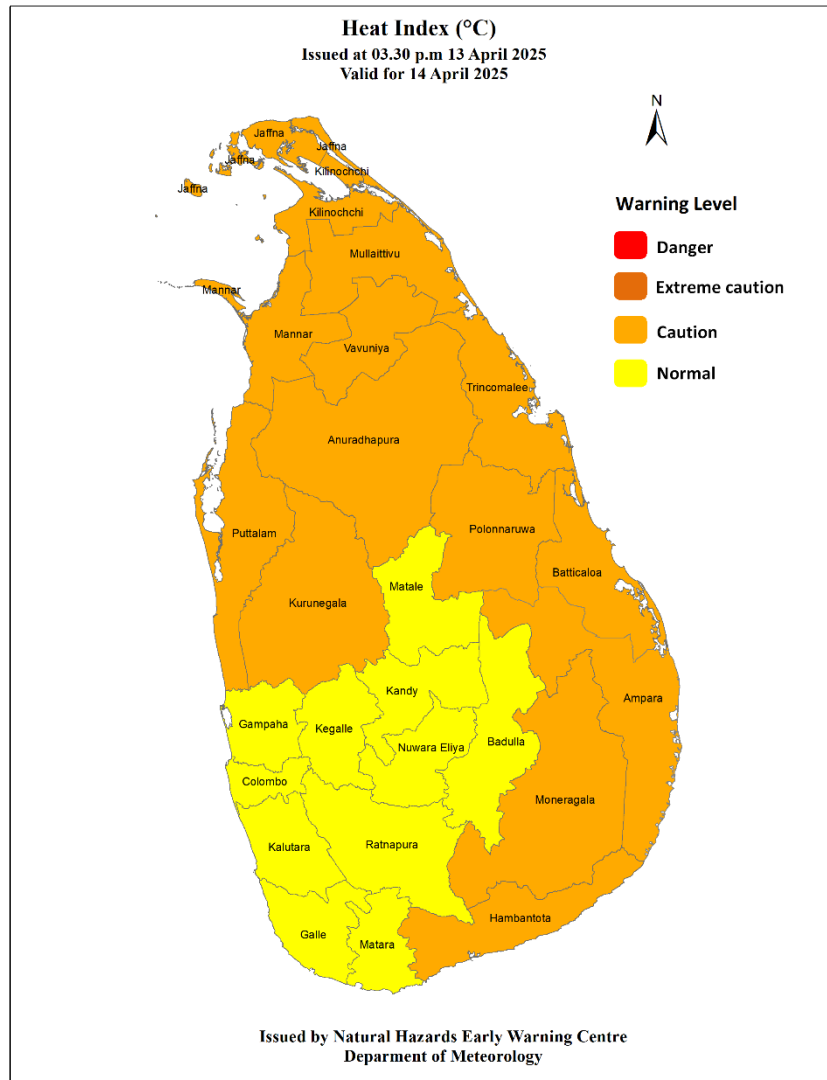 Heat Index (°C)
Issued at 03.30 p.m 13 April 2025
Valid for 14 April 2025
N
Jaffna
Jaffna
Jaffna
Kilinochchi
Jaffna
Kilinochchi
Mullaittivu
Mannar
Mannar
Vavuniya
Trincomalee
Anuradhapura
Puttalam
Polonnaruwa
Batticaloa
Matale
Kurunegala
Kandy
Ampara
Gampaha
Kegalle
Nuwara Eliya
Badulla
Colombo
Moneragala
Kalutara
Ratnapura
Hambantota
Galle
Matara
Warning Level
Danger
Extreme caution
Caution
Normal
Issued by Natural Hazards Early Warning Centre
Deparment of Meteorology